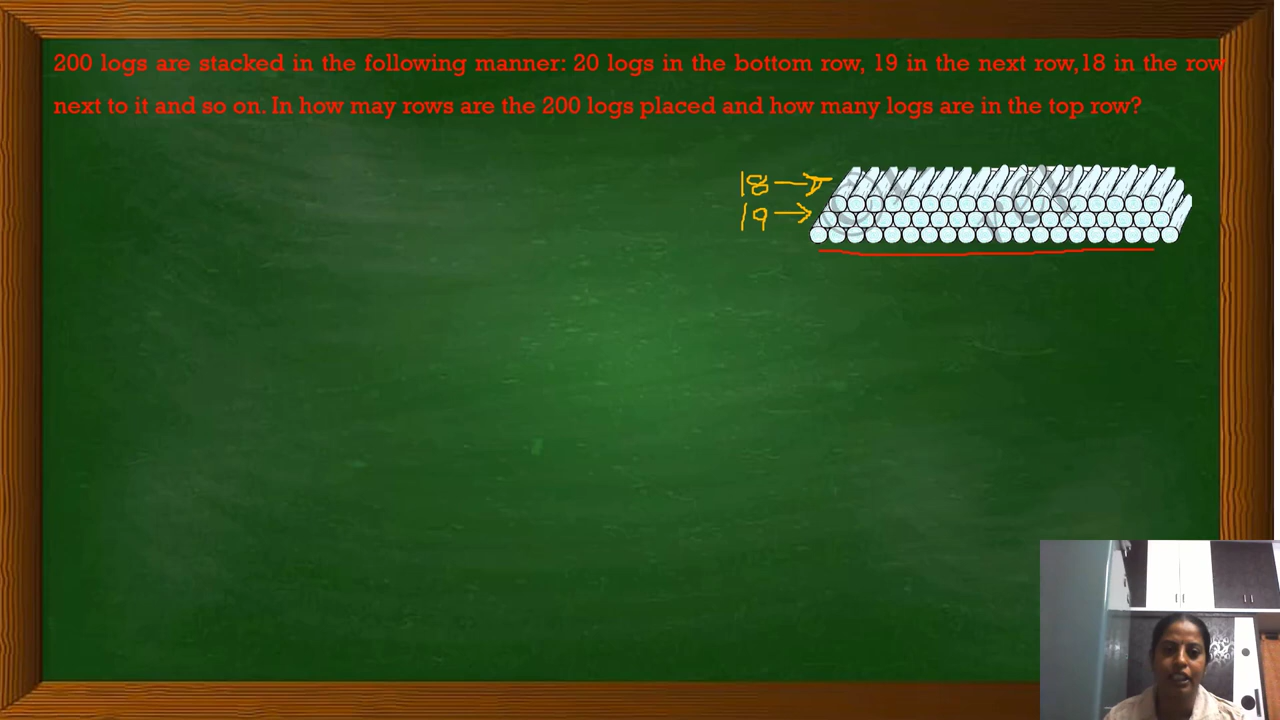 200 logs are stacked in the following manner: 20 logs in the bottom row, 19 in the next row,18 in the row
next to it and so on. In how may rows are the 200 logs placed and how many logs are in the top row?
18
19